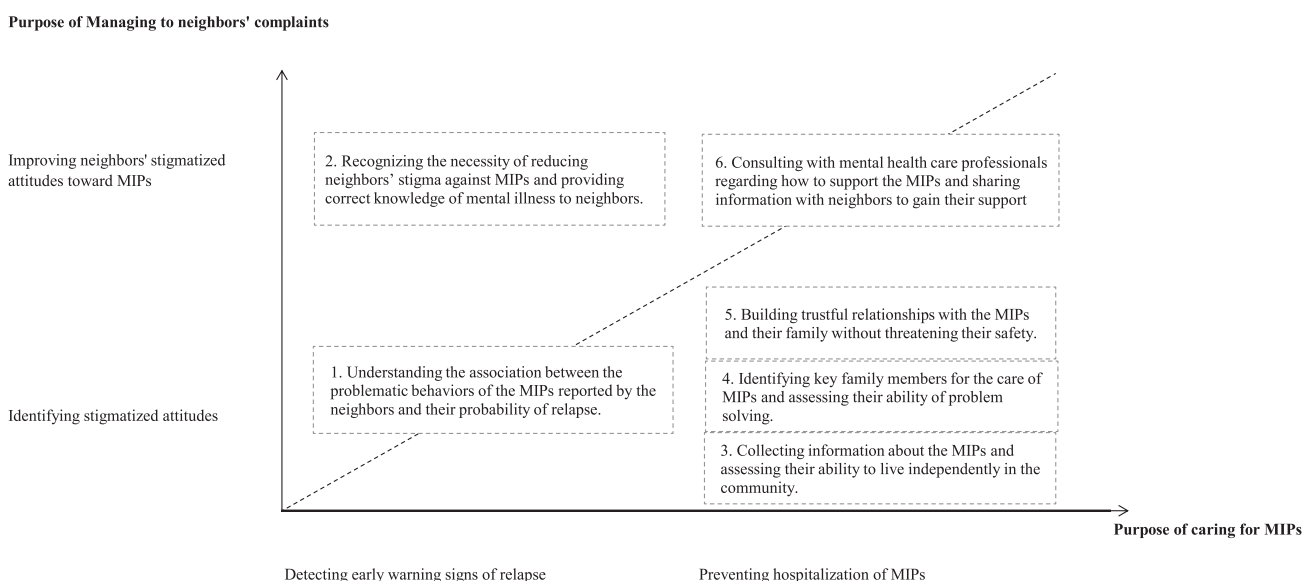 Purpose of Managing to neighbors' complaints
Improving neighbors' stigmatized
attitudes toward MIPs
2. Recognizing the necessity of reducing
neighbors’ stigma against MIPs and providing
correct knowledge of mental illness to neighbors.
6. Consulting with mental health care professionals
regarding how to support the MIPs and sharing
information with neighbors to gain their support
5. Building trustful relationships with the MIPs
and their family without threatening their safety.
1. Understanding the association between the
problematic behaviors of the MIPs reported by the
neighbors and their probability of relapse.
4. Identifying key family members for the care of
MIPs and assessing their ability of problem
solving.
Identifying stigmatized attitudes
3. Collecting information about the MIPs and
assessing their ability to live independently in the
community.
Purpose of caring for MIPs
Detecting early warning signs of relapse
Preventing hospitalization of MIPs